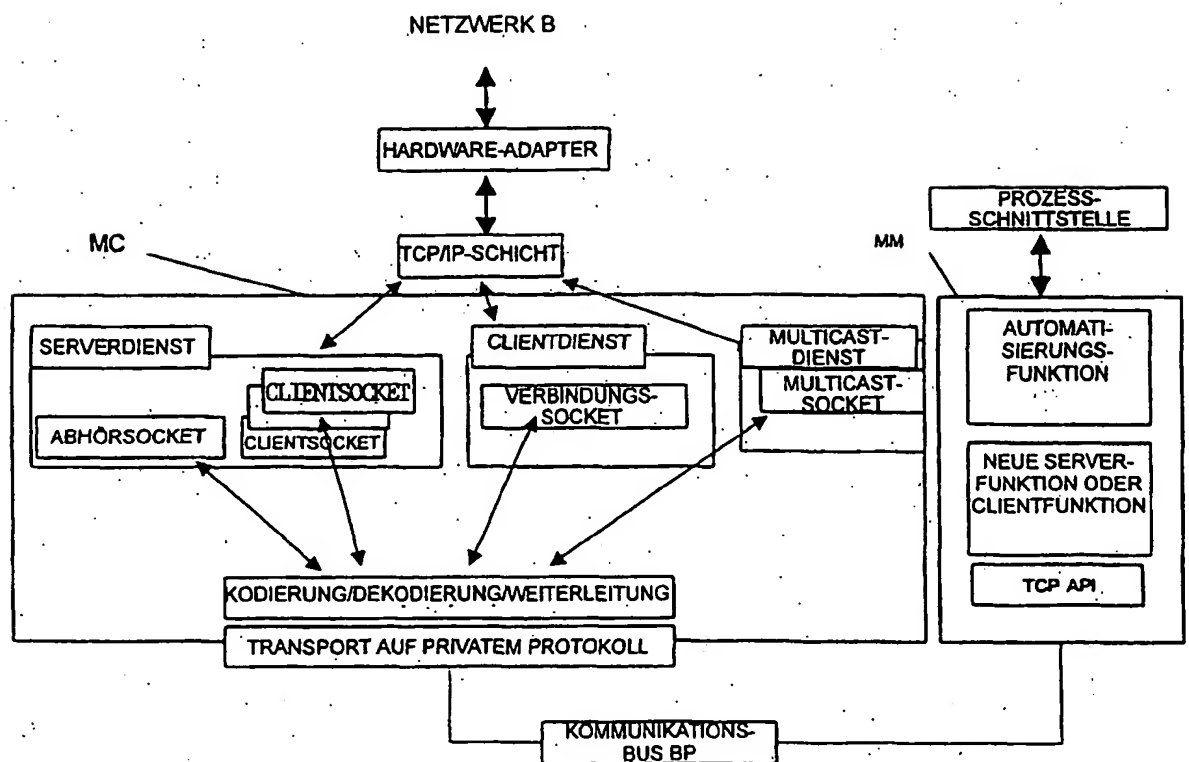 NETZWERK B
HARDWARE-ADAPTER
PROZESS-
SCHNITTSTELLE
MC
TCP/IP-SCHICHT
MM
SERVERDIENST
CLIENTDIENST
MULTICAST-
DIENST
AUTOMATI-
SIERUNGS-
FUNKTION
CLIENTSOCKET
VERBINDUNGS-
SOCKET
MULTICAST-
SOCKET
ABHÖRSOCKET
CLIENTSOCKET
NEUE SERVER-
FUNKTION ODER
CLIENTFUNKTION
KODIERUNG/DEKODIERUNG/WEITERLEITUNG
TCP API
TRANSPORT AUF PRIVATEM PROTOKOLL
KOMMUNIKATIONS-
BUS BP